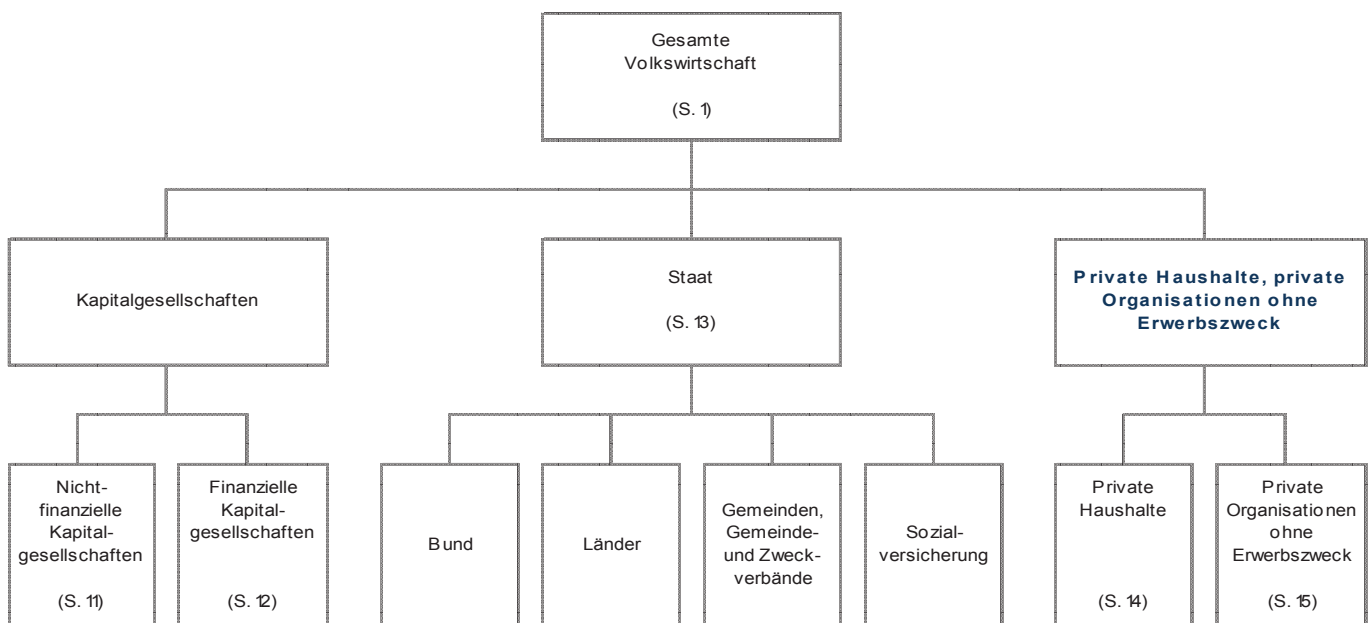 Gesamte
Volkswirtschaft
(S. 1)
Kapitalgesellschaften
Staat
(S. 13)
Private Haushalte, private
Organisationen ohne
Erwerbszweck
Nicht-
finanzielle
Kapital-
gesellschaften
(S. 11)
Finanzielle
Kapital-
gesellschaften
(S. 12)
Bund
Länder
Gemeinden,
Gemeinde-
und Zweck-
verbände
Sozial-
versicherung
Private
Haushalte
(S. 14)
Private
Organisationen
ohne
Erwerbszweck
(S. 15)